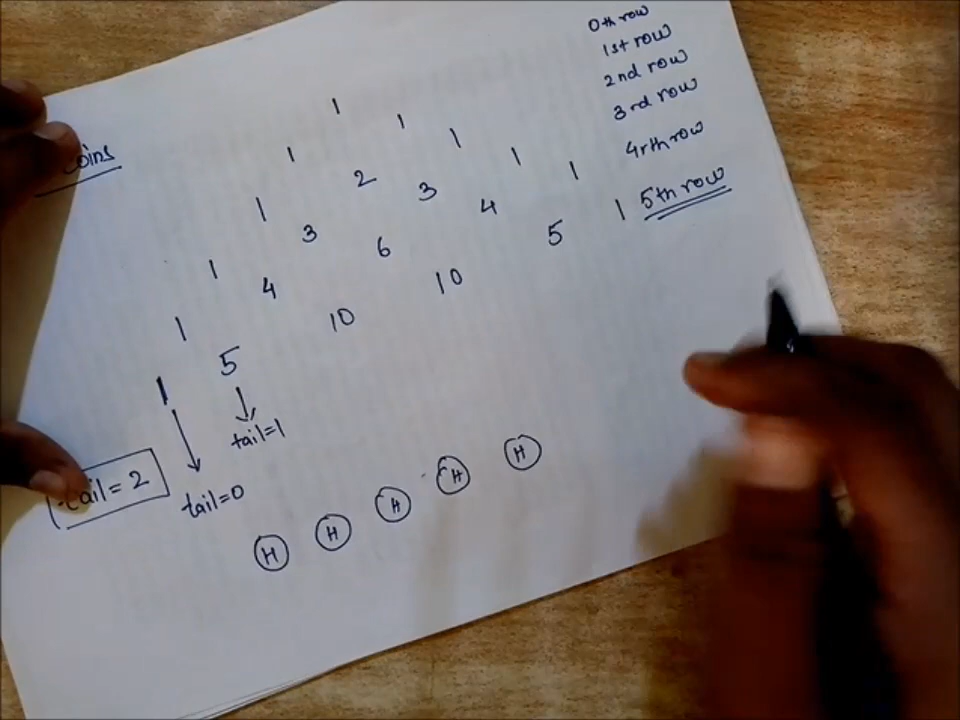 Coins
1 0th row
1 1 1st row
1 2 1 2nd row
1 3 3 1 3rd row
1 4 6 4 1 4rth row
1 5 10 10 5 1 5th row
tail=1
tail=0
tail=2
H H H H H